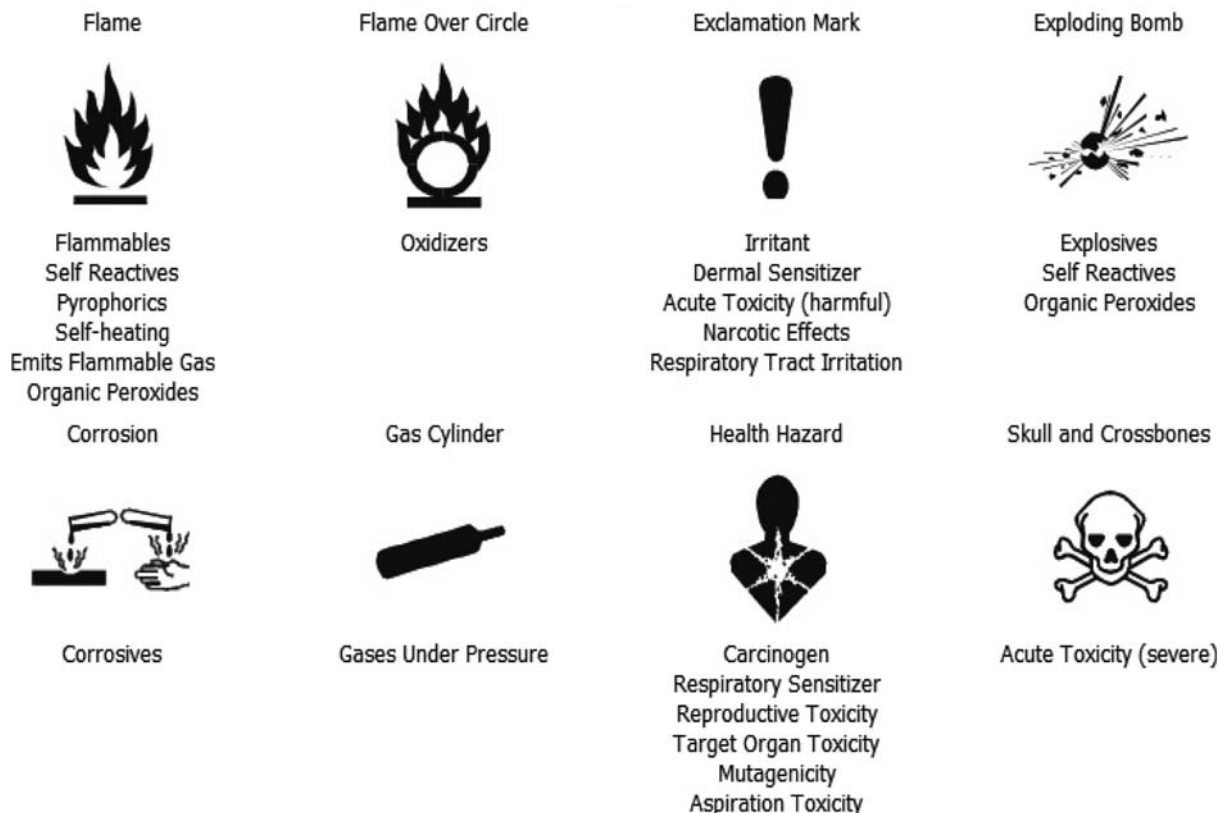 Flame
Flame Over Circle
Exclamation Mark
Exploding Bomb
Flammables
Self Reactives
Pyrophorics
Self-heating
Emits Flammable Gas
Organic Peroxides
Oxidizers
Irritant
Dermal Sensitizer
Acute Toxicity (harmful)
Narcotic Effects
Respiratory Tract Irritation
Explosives
Self Reactives
Organic Peroxides
Corrosion
Gas Cylinder
Health Hazard
Skull and Crossbones
Corrosives
Gases Under Pressure
Carcinogen
Respiratory Sensitizer
Reproductive Toxicity
Target Organ Toxicity
Mutagenicity
Aspiration Toxicity
Acute Toxicity (severe)